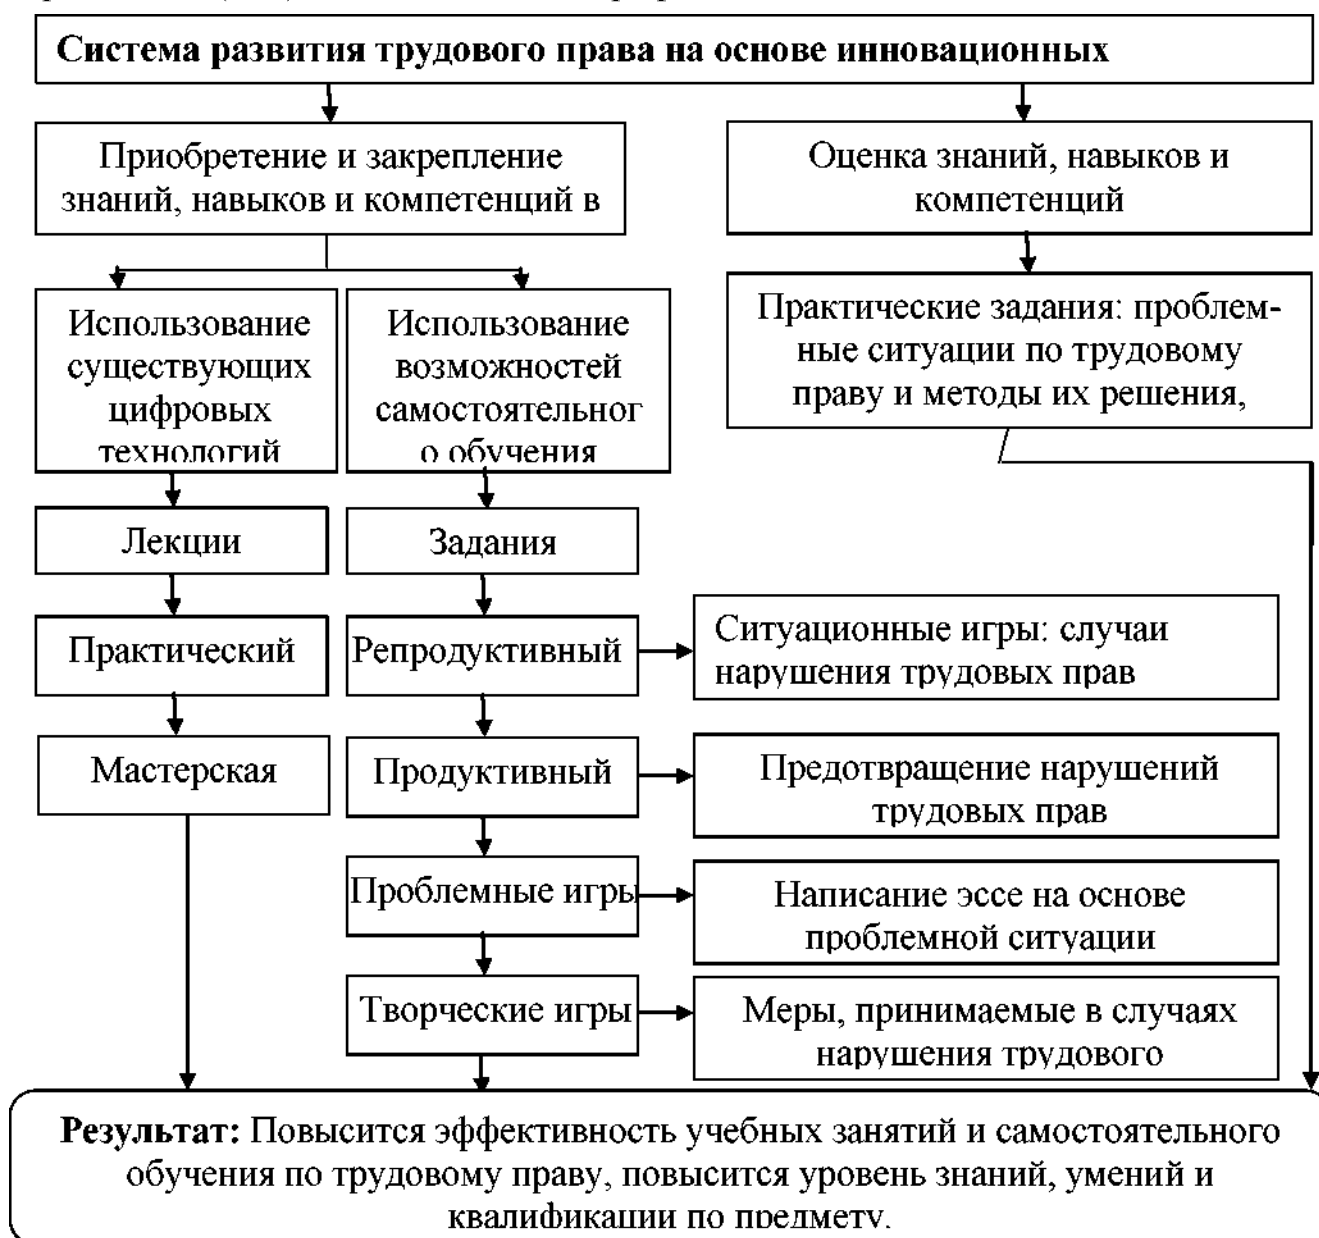 Система развития трудового права на основе инновационных
Приобретение и закрепление
знаний, навыков и компетенций в
Оценка знаний, навыков и
компетенций
Использование
существующих
цифровых
технологий
Использование
возможностей
самостоятельног
о обучения
Практические задания: проблем-
ные ситуации по трудовому
праву и методы их решения,
Лекции
Задания
Практический
Репродуктивный
Ситуационные игры: случаи
нарушения трудовых прав
Мастерская
Продуктивный
Предотвращение нарушений
трудовых прав
Проблемные игры
Написание эссе на основе
проблемной ситуации
Творческие игры
Меры, принимаемые в случаях
нарушения трудового
Результат: Повысится эффективность учебных занятий и самостоятельного
обучения по трудовому праву, повысится уровень знаний, умений и
квалификации по предмету.